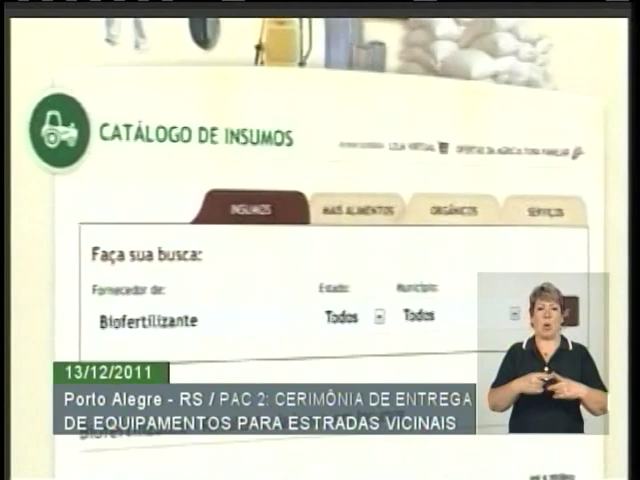 CATÁLOGO DE INSUMOS
LOJA VIRTUAL
OFERTAS DA AGRICULTURA FAMILIAR
INSUMOS
MAIS ALIMENTOS
ORGÂNICOS
SERVIÇOS
Faça sua busca:
Fornecedor de:
Estado:
Município:
Biofertilizante
Todos
Todos
13/12/2011
Porto Alegre - RS / PAC 2: CERIMÔNIA DE ENTREGA
DE EQUIPAMENTOS PARA ESTRADAS VICINAIS